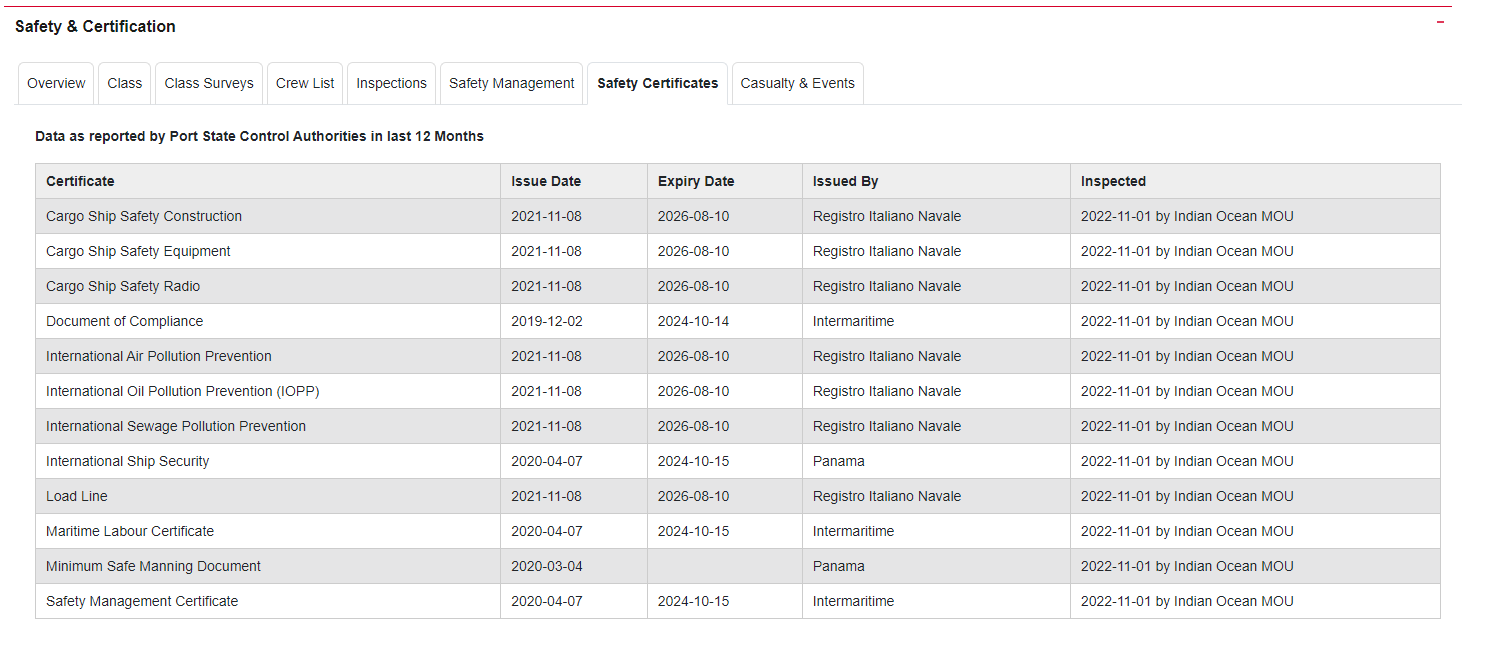 Safety & Certification
Overview Class Class Surveys Crew List Inspections Safety Management Safety Certificates Casualty & Events
Data as reported by Port State Control Authorities in last 12 Months
Certificate Issue Date Expiry Date Issued By Inspected
Cargo Ship Safety Construction 2021-11-08 2026-08-10 Registro Italiano Navale 2022-11-01 by Indian Ocean MOU
Cargo Ship Safety Equipment 2021-11-08 2026-08-10 Registro Italiano Navale 2022-11-01 by Indian Ocean MOU
Cargo Ship Safety Radio 2021-11-08 2026-08-10 Registro Italiano Navale 2022-11-01 by Indian Ocean MOU
Document of Compliance 2019-12-02 2024-10-14 Intermaritime 2022-11-01 by Indian Ocean MOU
International Air Pollution Prevention 2021-11-08 2026-08-10 Registro Italiano Navale 2022-11-01 by Indian Ocean MOU
International Oil Pollution Prevention (IOPP) 2021-11-08 2026-08-10 Registro Italiano Navale 2022-11-01 by Indian Ocean MOU
International Sewage Pollution Prevention 2021-11-08 2026-08-10 Registro Italiano Navale 2022-11-01 by Indian Ocean MOU
International Ship Security 2020-04-07 2024-10-15 Panama 2022-11-01 by Indian Ocean MOU
Load Line 2021-11-08 2026-08-10 Registro Italiano Navale 2022-11-01 by Indian Ocean MOU
Maritime Labour Certificate 2020-04-07 2024-10-15 Intermaritime 2022-11-01 by Indian Ocean MOU
Minimum Safe Manning Document 2020-03-04 Panama 2022-11-01 by Indian Ocean MOU
Safety Management Certificate 2020-04-07 2024-10-15 Intermaritime 2022-11-01 by Indian Ocean MOU